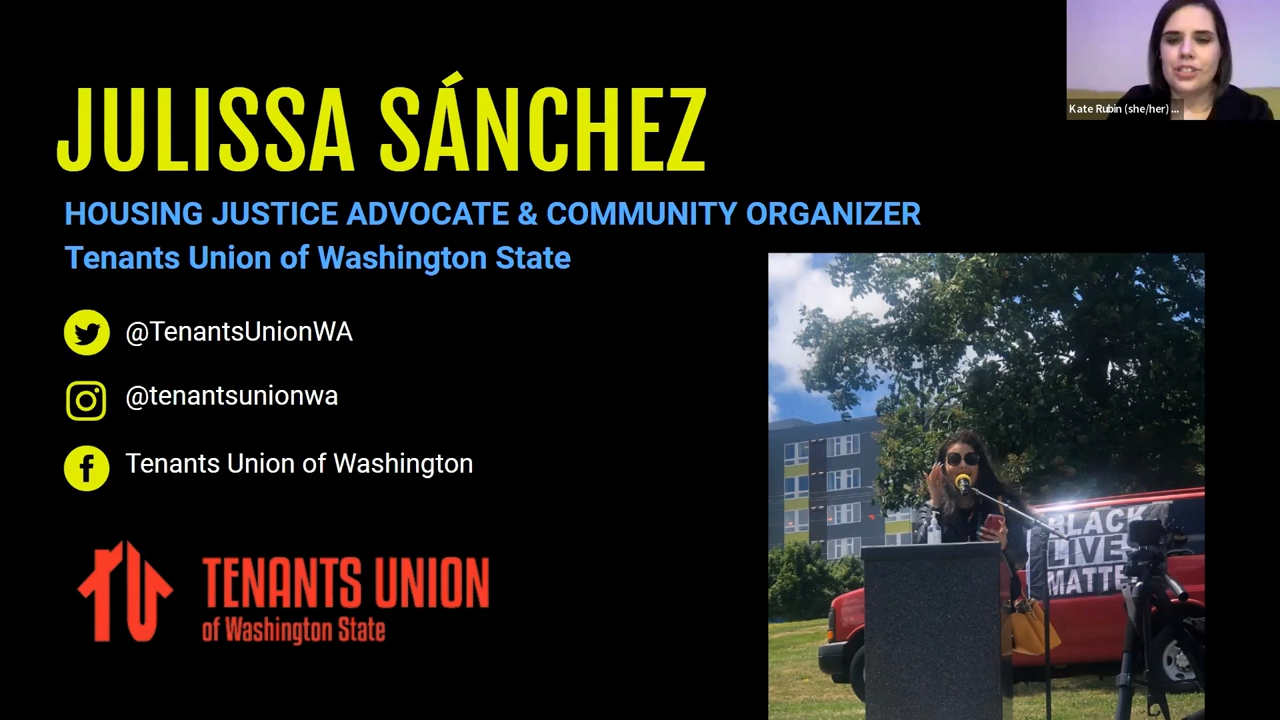 JULISSA SÁNCHEZ
HOUSING JUSTICE ADVOCATE & COMMUNITY ORGANIZER
Tenants Union of Washington State
@TenantsUnionWA
@tenantsunionwa
Tenants Union of Washington
TENANTS UNION
of Washington State
Kate Rubin (she/her) ...
BLACK
LIVES
MATTE